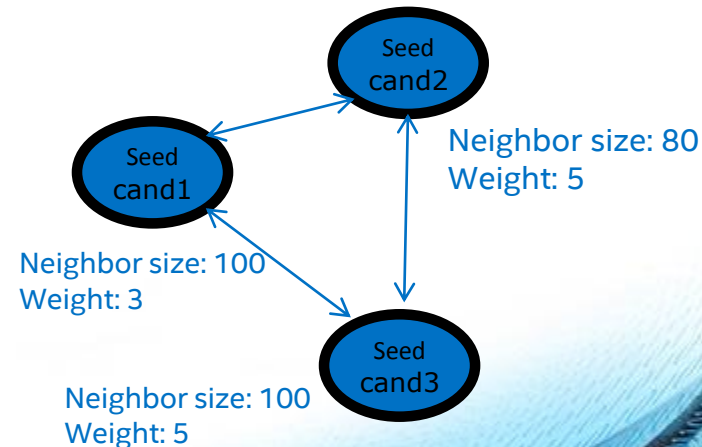 Seed
cand2
Neighbor size: 80
Weight: 5
Seed
cand1
Neighbor size: 100
Weight: 3
Seed
cand3
Neighbor size: 100
Weight: 5